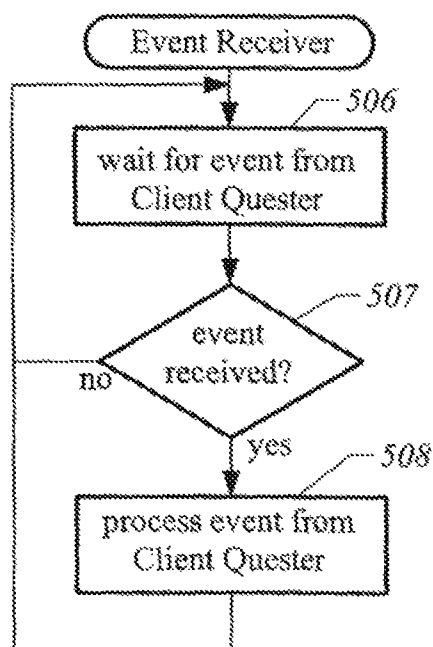 Event Receiver
506
wait for event from
Client Quester
507
event
received?
no
yes
508
process event from
Client Quester